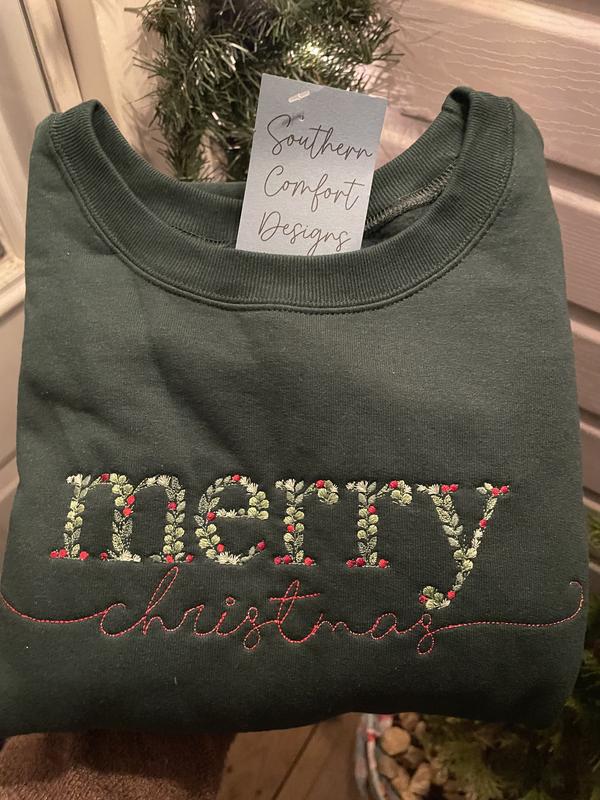 Southern
Comfort
Designs
merry
christmas